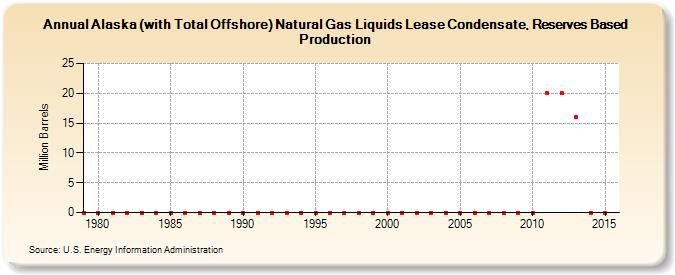 Annual Alaska (with Total Offshore) Natural Gas Liquids Lease Condensate, Reserves Based
Production
25
20
15
10
5
0
Million Barrels
1980 1985 1990 1995 2000 2005 2010 2015
Source: U.S. Energy Information Administration